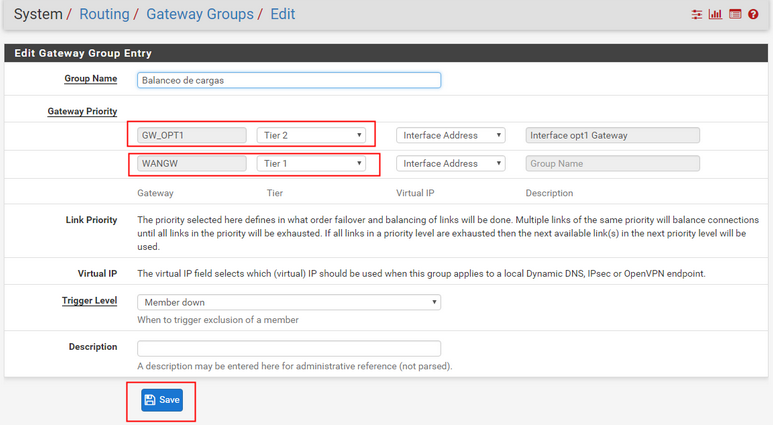 System / Routing / Gateway Groups / Edit
Edit Gateway Group Entry
Group Name Balanceo de cargas
Gateway Priority
GW_OPT1 Tier 2 Interface Address Interface opt1 Gateway
WANGW Tier 1 Interface Address Group Name
Gateway Tier Virtual IP Description
Link Priority The priority selected here defines in what order failover and balancing of links will be done. Multiple links of the same priority will balance connections
until all links in the priority will be exhausted. If all links in a priority level are exhausted then the next available link(s) in the next priority level will be
used.
Virtual IP The virtual IP field selects which (virtual) IP should be used when this group applies to a local Dynamic DNS, IPsec or OpenVPN endpoint.
Trigger Level Member down
When to trigger exclusion of a member
Description
A description may be entered here for administrative reference (not parsed).
Save